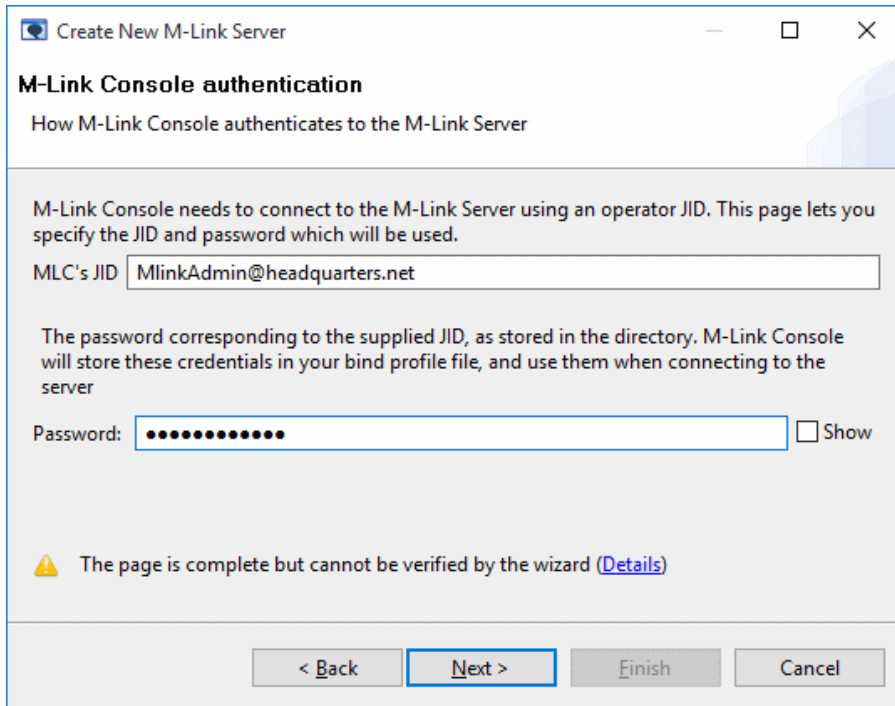 Create New M-Link Server
M-Link Console authentication
How M-Link Console authenticates to the M-Link Server
M-Link Console needs to connect to the M-Link Server using an operator JID. This page lets you
specify the JID and password which will be used.
MLC's JID MlinkAdmin@headquarters.net
The password corresponding to the supplied JID, as stored in the directory. M-Link Console
will store these credentials in your bind profile file, and use them when connecting to the
server
Password: ●●●●●●●●●●●● Show
The page is complete but cannot be verified by the wizard (Details)
< Back Next > Finish Cancel